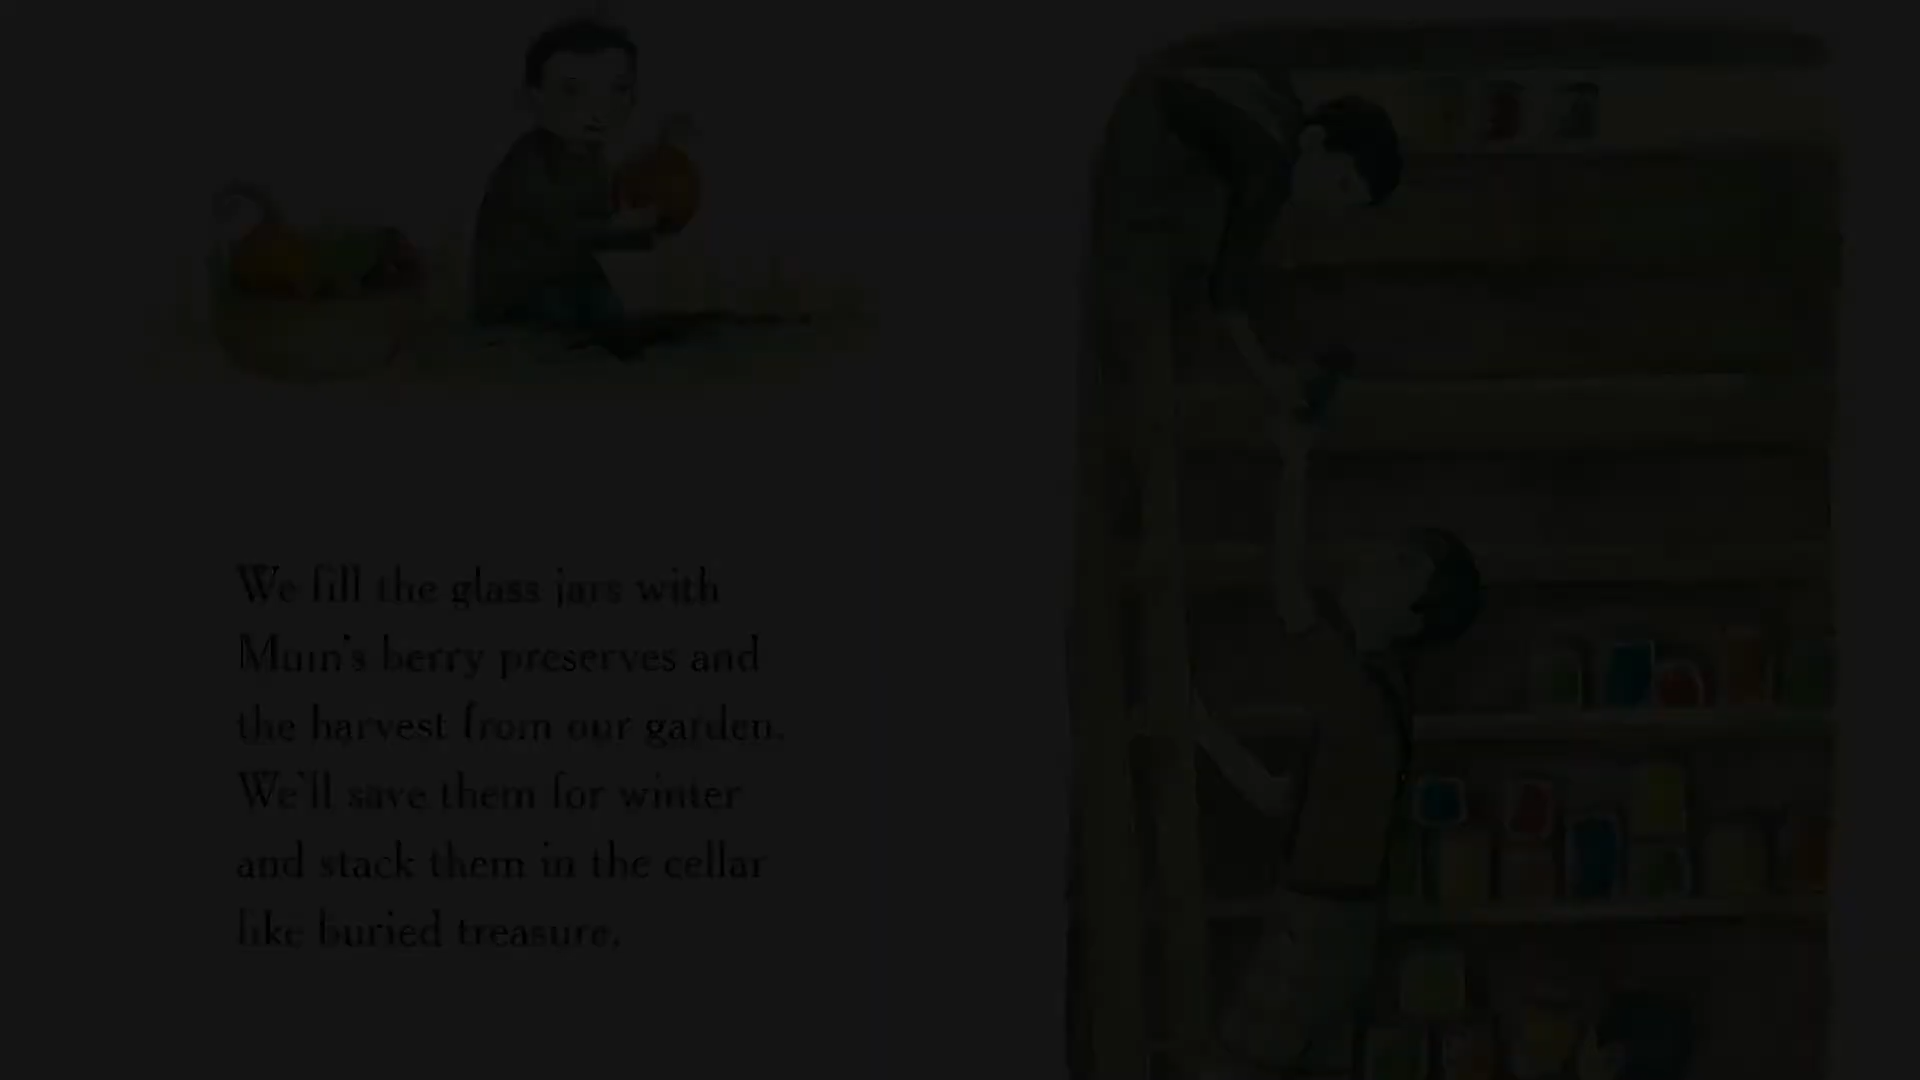 We fill the glass jars with
Mum's berry preserves and
the harvest from our garden.
We'll save them for winter
and stack them in the cellar
like buried treasure.